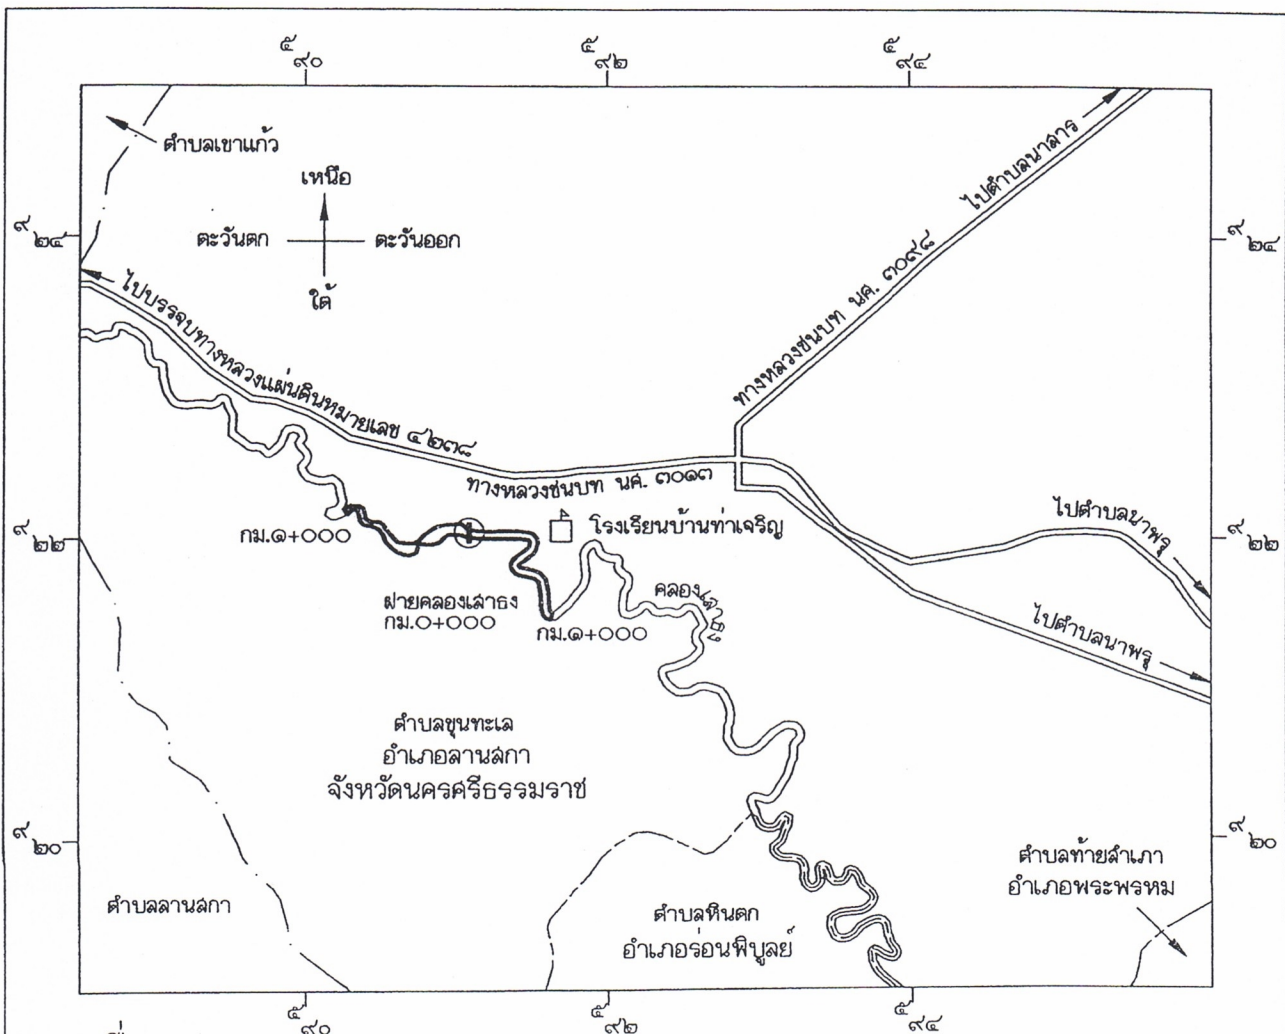 ๕๙๐
๕๙๒
๕๙๔
ตำบลเขาแก้ว
เหนือ
ตะวันตก
ตะวันออก
ใต้
๙๒๔
๙๒๔
ไปตำบลนาสาร
ทางหลวงชนบท นศ. ๓๐๙๘
ไปบรรจบทางหลวงแผ่นดินหมายเลข ๔๒๓๘
ทางหลวงชนบท นศ. ๓๐๑๓
โรงเรียนบ้านท่าเจริญ
ไปตำบลนาพรุ
๙๒๒
๙๒๒
กม.๑+๐๐๐
ฝายคลองเสาธง
กม.๐+๐๐๐
กม.๑+๐๐๐
คลองเสาธง
ไปตำบลนาพรุ
ตำบลขุนทะเล
อำเภอลานสกา
จังหวัดนครศรีธรรมราช
๙๒๐
๙๒๐
ตำบลท้ายสำเภา
อำเภอพระพรหม
ตำบลลานสกา
ตำบลหินตก
อำเภอร่อนพิบูลย์
๕๙๐
๕๙๒
๕๙๔